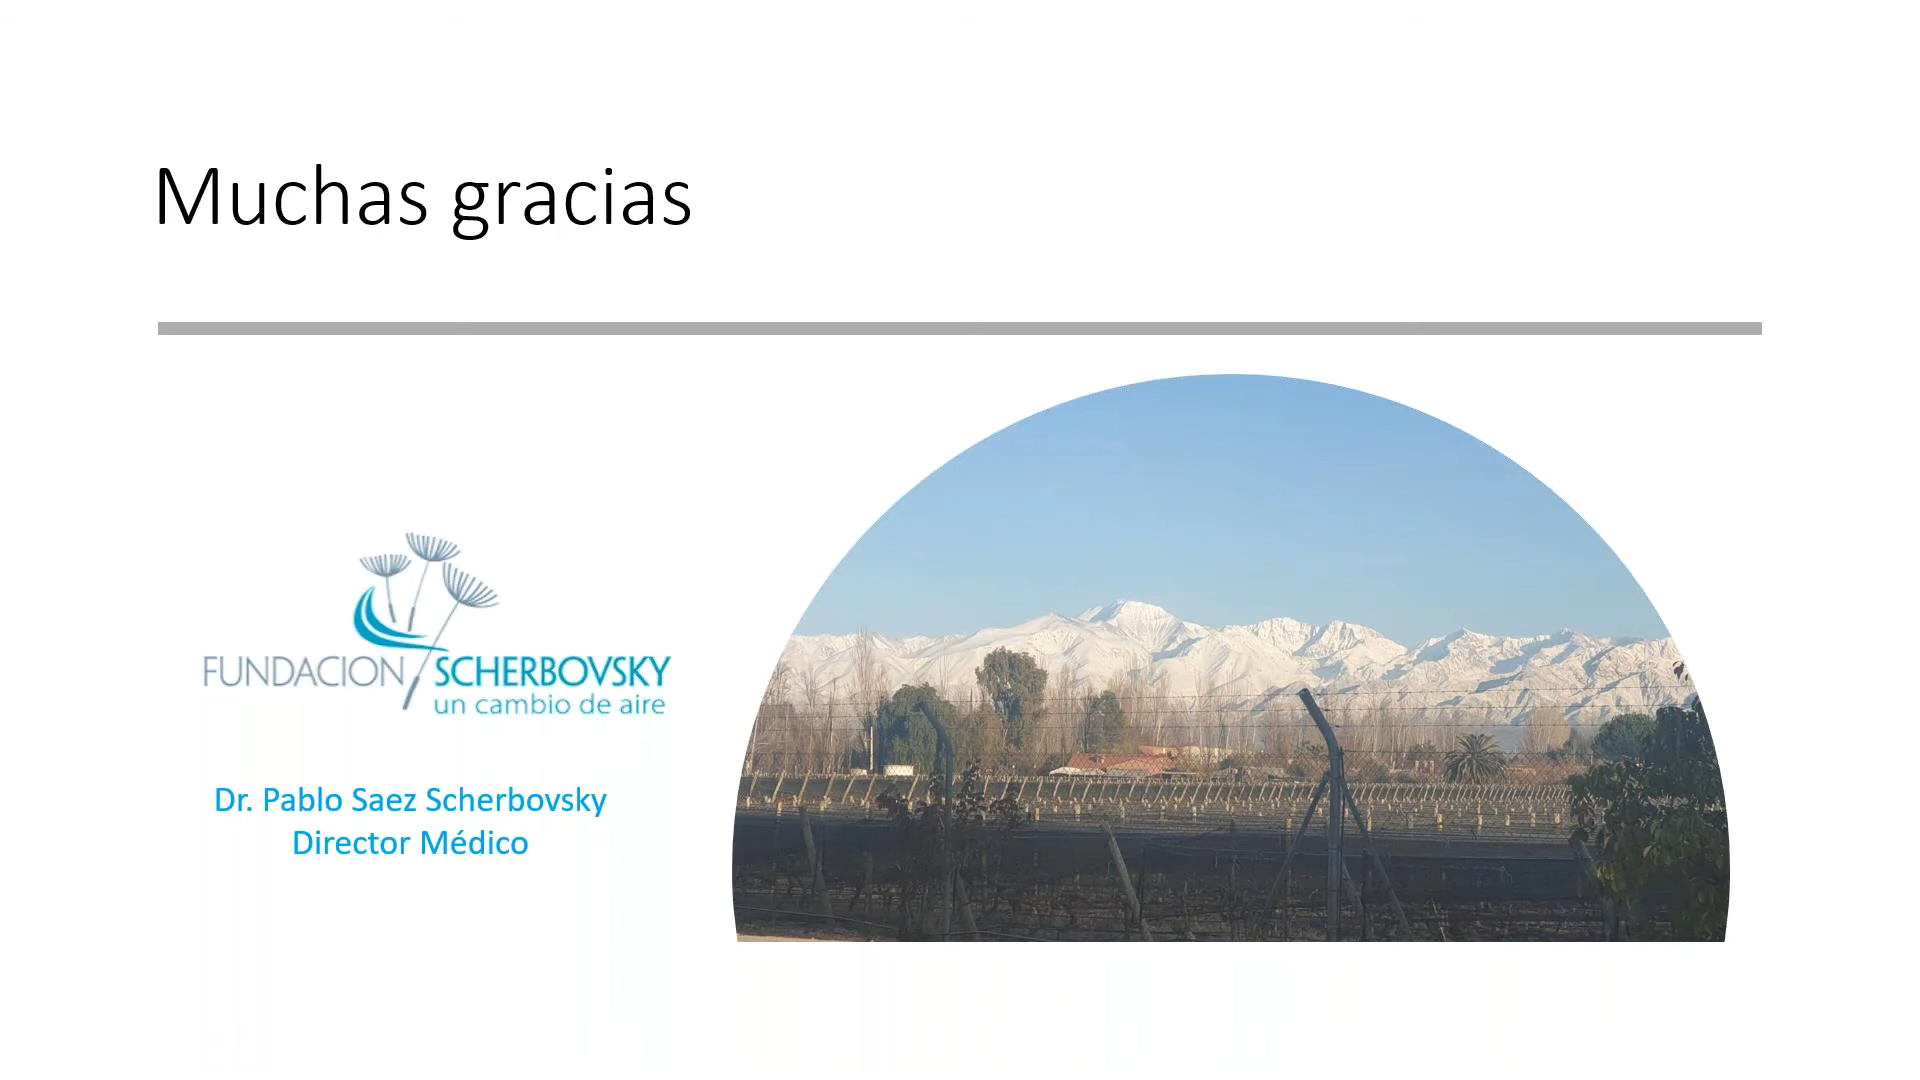 Muchas gracias
FUNDACION SCHERBOVSKY
un cambio de aire
Dr. Pablo Saez Scherbovsky
Director Médico